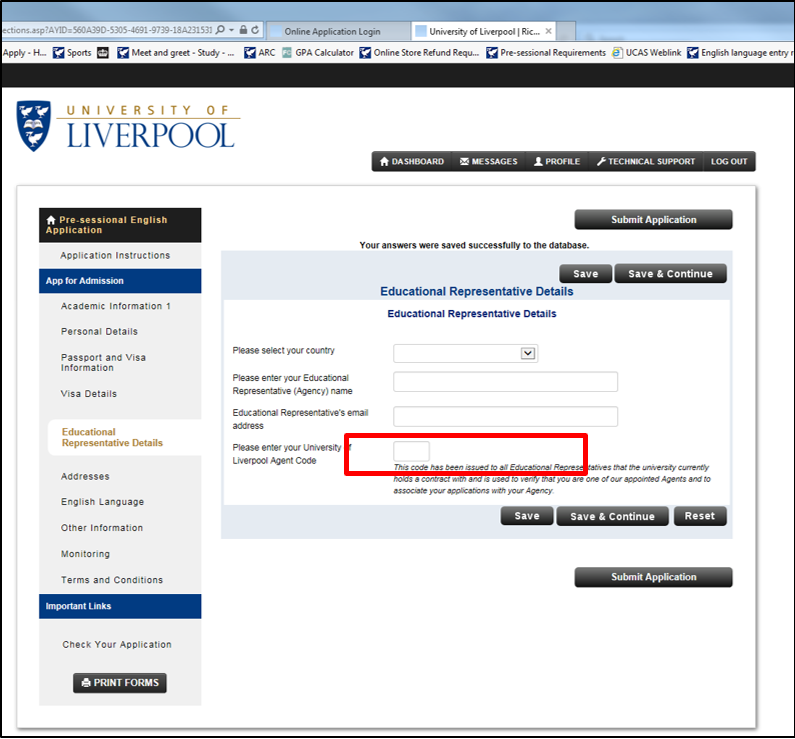 ections.asp?AYID=560A39D-5305-4691-9739-18A231531
Online Application Login
University of Liverpool | Ric... ×
Apply - H... Sports Meet and greet - Study - ... ARC GPA Calculator Online Store Refund Requ... Pre-sessional Requirements UCAS Weblink English language entry r
UNIVERSITY OF
LIVERPOOL
DASHBOARD MESSAGES PROFILE TECHNICAL SUPPORT LOG OUT
Pre-sessional English
Application
Application Instructions
App for Admission
Academic Information 1
Personal Details
Passport and Visa
Information
Visa Details
Educational
Representative Details
Addresses
English Language
Other Information
Monitoring
Terms and Conditions
Important Links
Check Your Application
PRINT FORMS
Submit Application
Your answers were saved successfully to the database.
Save Save & Continue
Educational Representative Details
Educational Representative Details
Please select your country
Please enter your Educational
Representative (Agency) name
Educational Representative's email
address
Please enter your University of
Liverpool Agent Code
This code has been issued to all Educational Representatives that the university currently
holds a contract with and is used to verify that you are one of our appointed Agents and to
associate your applications with your Agency.
Save Save & Continue Reset
Submit Application